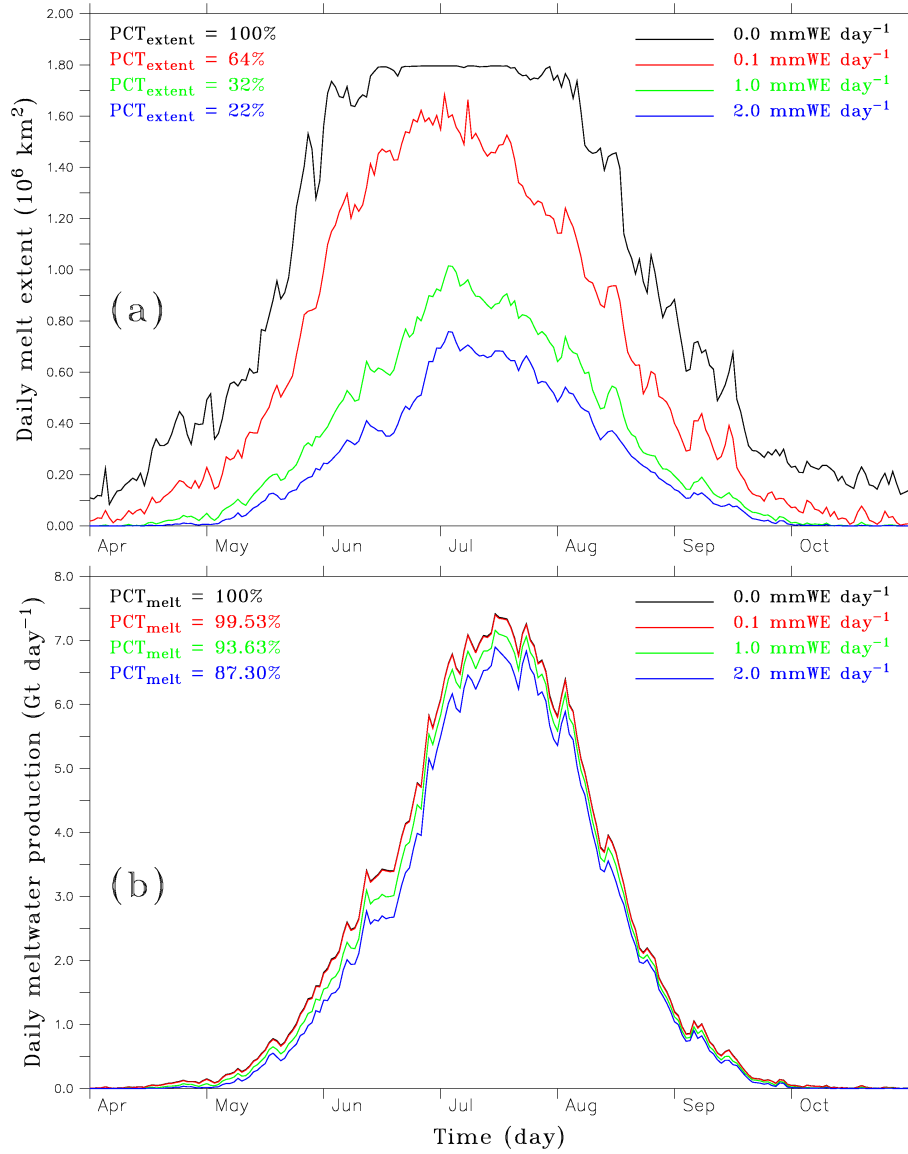 2.00
1.80
1.60
1.40
1.20
1.00
0.80
0.60
0.40
0.20
0.00
Daily melt extent (10⁶ km²)
PCTextent = 100%
PCTextent = 64%
PCTextent = 32%
PCTextent = 22%
0.0 mmWE day⁻¹
0.1 mmWE day⁻¹
1.0 mmWE day⁻¹
2.0 mmWE day⁻¹
(a)
Apr May Jun Jul Aug Sep Oct
8.0
7.0
6.0
5.0
4.0
3.0
2.0
1.0
0.0
Daily meltwater production (Gt day⁻¹)
PCTmelt = 100%
PCTmelt = 99.53%
PCTmelt = 93.63%
PCTmelt = 87.30%
0.0 mmWE day⁻¹
0.1 mmWE day⁻¹
1.0 mmWE day⁻¹
2.0 mmWE day⁻¹
(b)
Apr May Jun Jul Aug Sep Oct
Time (day)